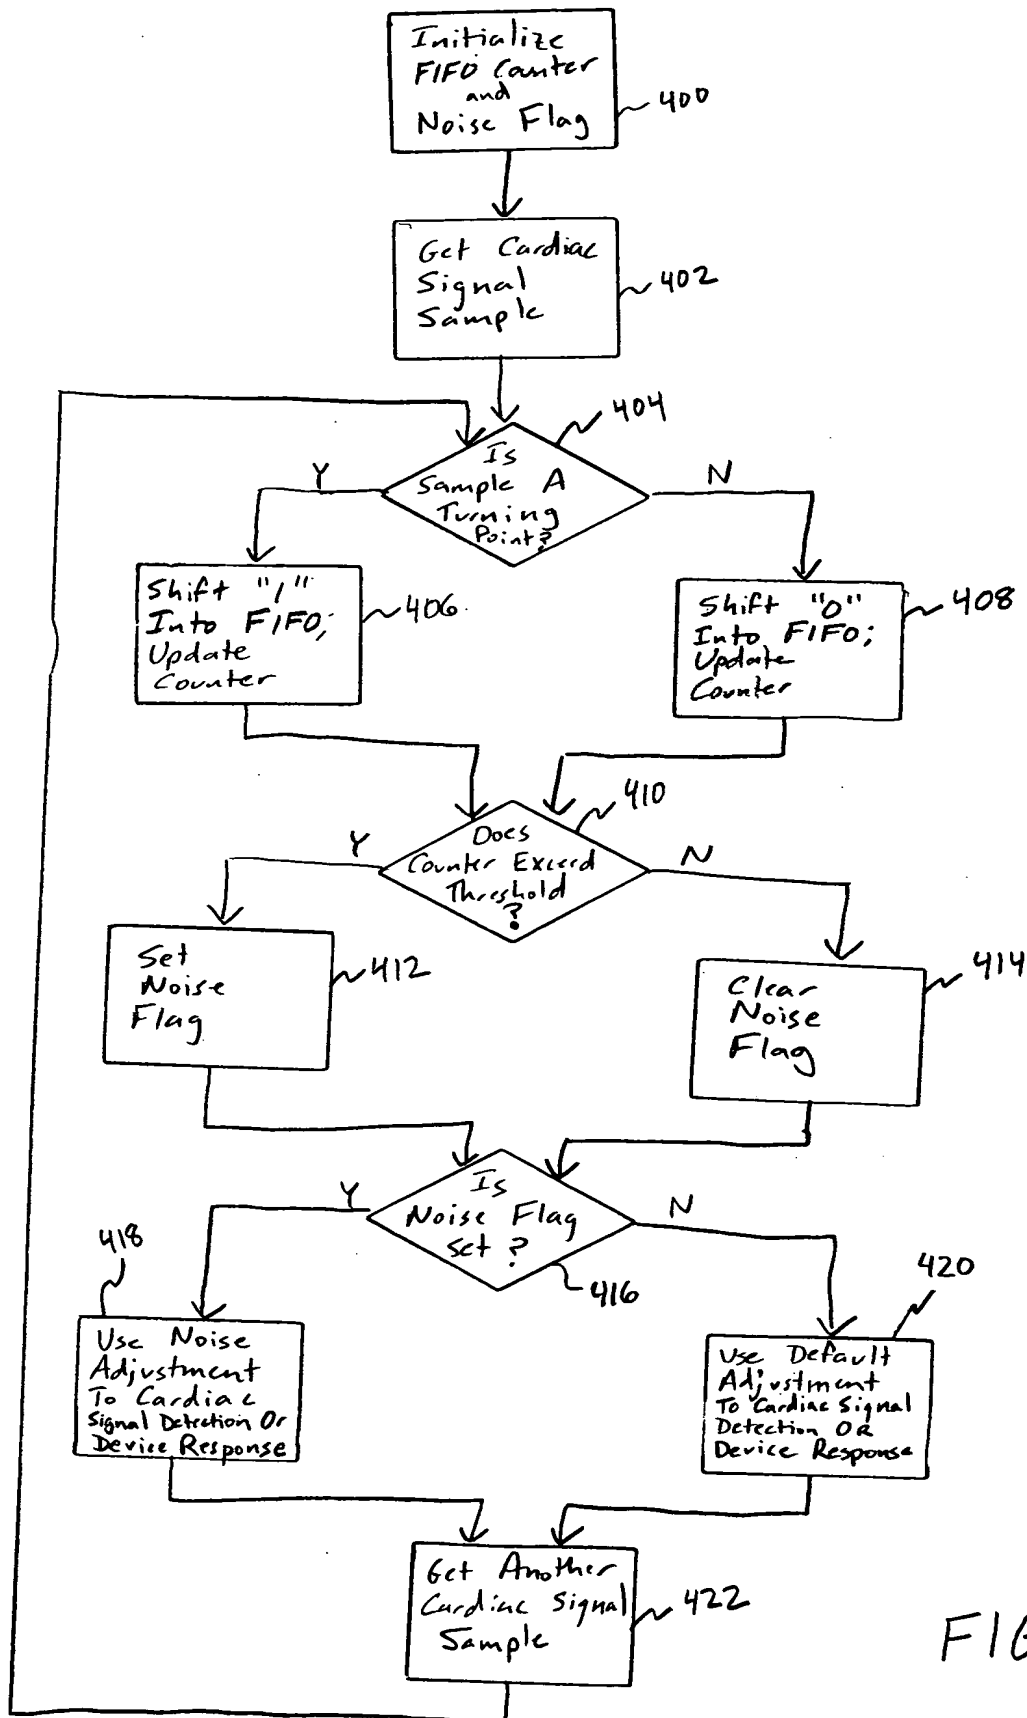 Initialize
FIFO Counter
and
Noise Flag
400
Get Cardiac
Signal
Sample
402
404
Is
Sample A
Turning
Point?
Y
N
Shift "1"
Into FIFO;
Update
Counter
406
Shift "0"
Into FIFO;
Update
Counter
408
410
Does
Counter Exceed
Threshold
?
Y
N
Set
Noise
Flag
412
Clear
Noise
Flag
414
Is
Noise Flag
Set ?
Y
N
416
418
Use Noise
Adjustment
To Cardiac
Signal Detection Or
Device Response
420
Use Default
Adjustment
To Cardiac Signal
Detection OR
Device Response
Get Another
Cardiac Signal
Sample
422